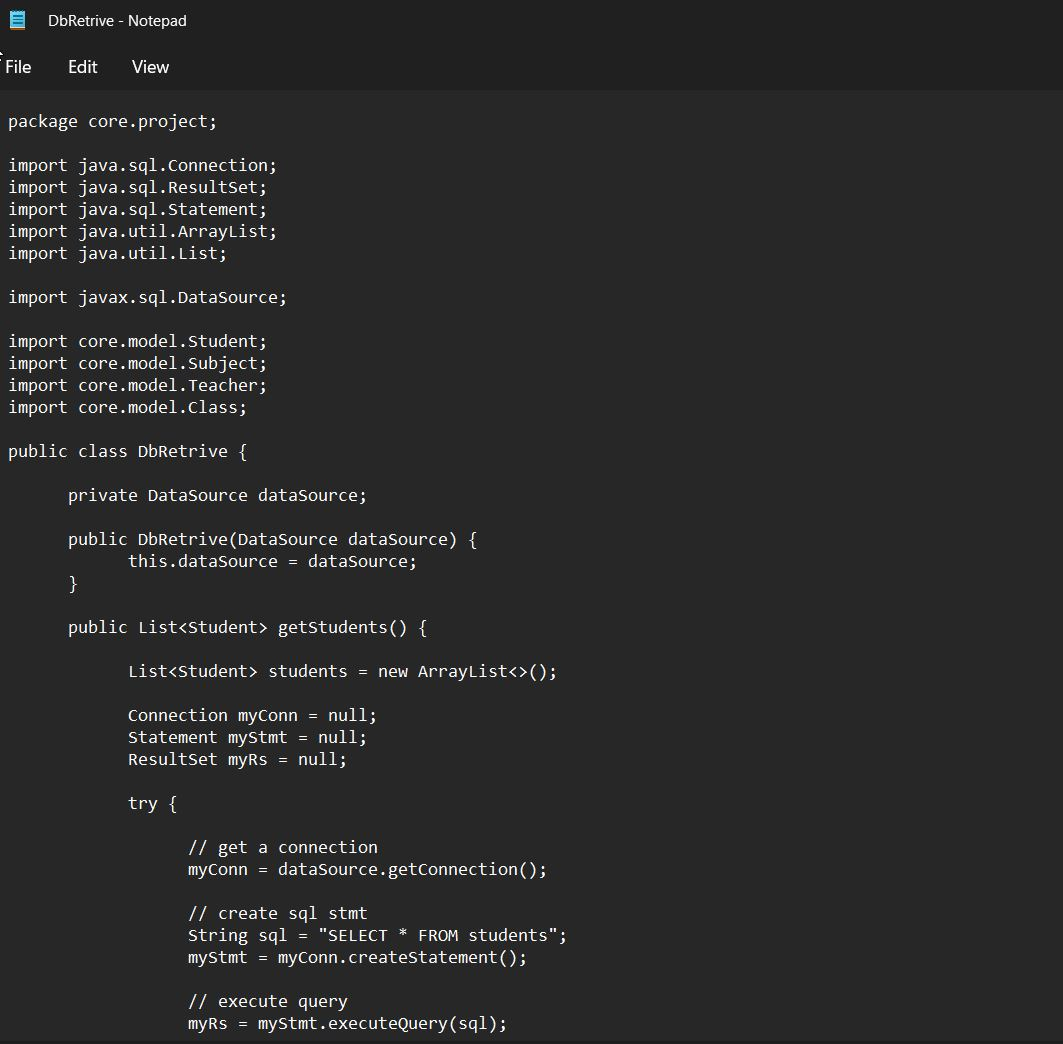 DbRetrive - Notepad
File Edit View
package core.project;
import java.sql.Connection;
import java.sql.ResultSet;
import java.sql.Statement;
import java.util.ArrayList;
import java.util.List;
import javax.sql.DataSource;
import core.model.Student;
import core.model.Subject;
import core.model.Teacher;
import core.model.Class;
public class DbRetrive {
private DataSource dataSource;
public DbRetrive(DataSource dataSource) {
this.dataSource = dataSource;
}
public List<Student> getStudents() {
List<Student> students = new ArrayList<>();
Connection myConn = null;
Statement myStmt = null;
ResultSet myRs = null;
try {
// get a connection
myConn = dataSource.getConnection();
// create sql stmt
String sql = "SELECT * FROM students";
myStmt = myConn.createStatement();
// execute query
myRs = myStmt.executeQuery(sql);